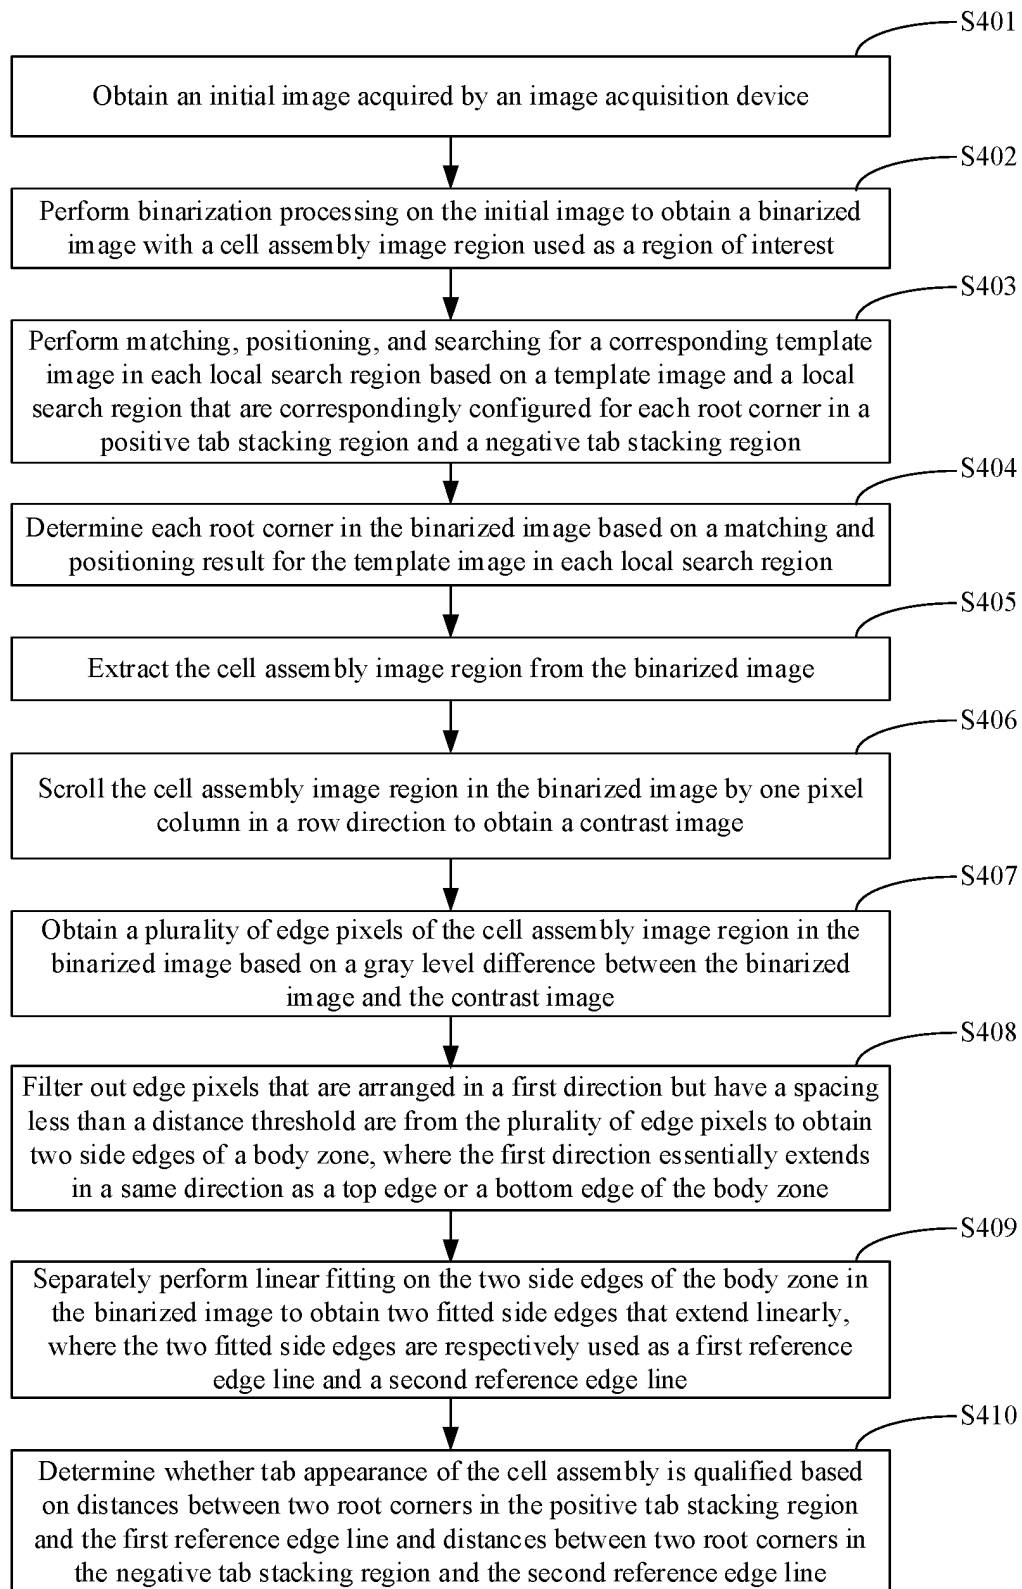 S401
Obtain an initial image acquired by an image acquisition device
S402
Perform binarization processing on the initial image to obtain a binarized
image with a cell assembly image region used as a region of interest
S403
Perform matching, positioning, and searching for a corresponding template
image in each local search region based on a template image and a local
search region that are correspondingly configured for each root corner in a
positive tab stacking region and a negative tab stacking region
S404
Determine each root corner in the binarized image based on a matching and
positioning result for the template image in each local search region
S405
Extract the cell assembly image region from the binarized image
S406
Scroll the cell assembly image region in the binarized image by one pixel
column in a row direction to obtain a contrast image
S407
Obtain a plurality of edge pixels of the cell assembly image region in the
binarized image based on a gray level difference between the binarized
image and the contrast image
S408
Filter out edge pixels that are arranged in a first direction but have a spacing
less than a distance threshold are from the plurality of edge pixels to obtain
two side edges of a body zone, where the first direction essentially extends
in a same direction as a top edge or a bottom edge of the body zone
S409
Separately perform linear fitting on the two side edges of the body zone in
the binarized image to obtain two fitted side edges that extend linearly,
where the two fitted side edges are respectively used as a first reference
edge line and a second reference edge line
S410
Determine whether tab appearance of the cell assembly is qualified based
on distances between two root corners in the positive tab stacking region
and the first reference edge line and distances between two root corners in
the negative tab stacking region and the second reference edge line